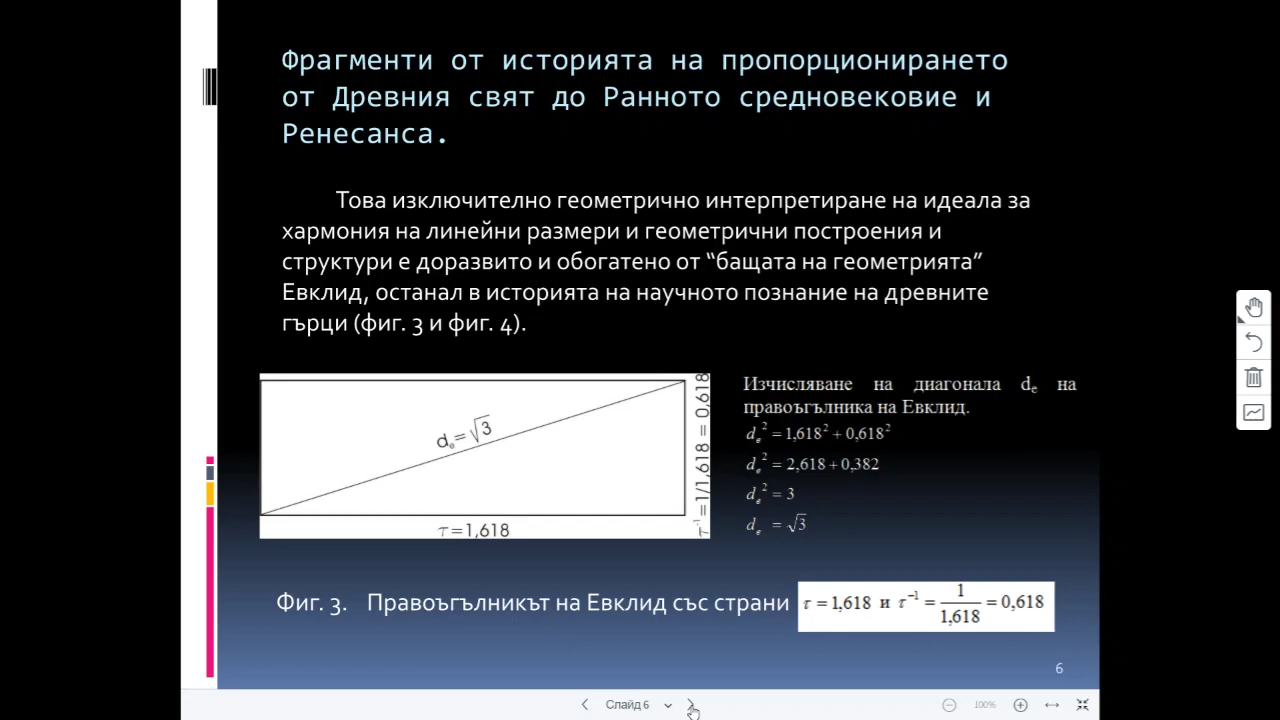 Фрагменти от историята на пропорционирането
от Древния свят до Ранното средновековие и
Ренесанса.
Това изключително геометрично интерпретиране на идеала за
хармония на линейни размери и геометрични построения и
структури е доразвито и обогатено от “бащата на геометрията”
Евклид, останал в историята на научното познание на древните
гърци (фиг. 3 и фиг. 4).
dₑ=√3
τ=1,618
τ⁻¹=1/1,618 = 0,618
Изчисляване на диагонала dₑ на
правоъгълника на Евклид.
dₑ² = 1,618² + 0,618²
dₑ² = 2,618 + 0,382
dₑ² = 3
dₑ = √3
Фиг. 3. Правоъгълникът на Евклид със страни τ = 1,618 и τ⁻¹ = 1/1,618 = 0,618
6
Слайд 6
100%